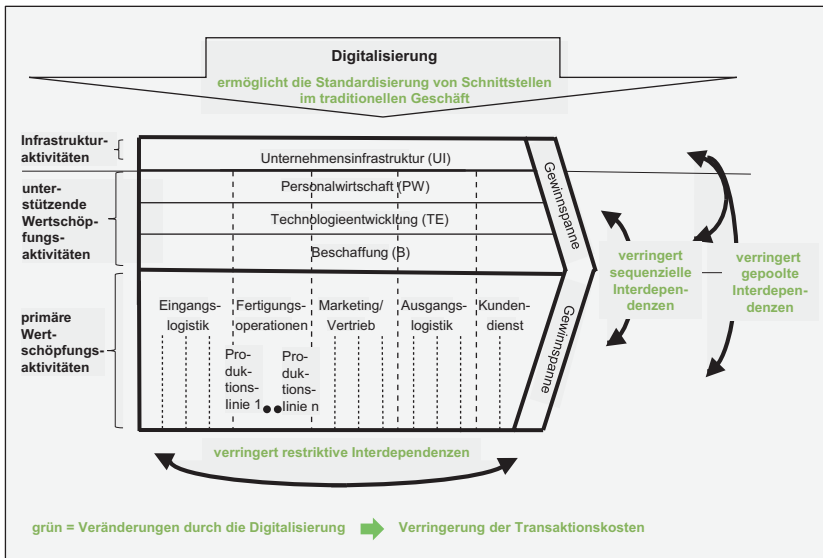 Digitalisierung
ermöglicht die Standardisierung von Schnittstellen
im traditionellen Geschäft
Infrastruktur-
aktivitäten
Unternehmensinfrastruktur (UI)
unter-
stützende
Wertschöp-
fungs-
aktivitäten
Personalwirtschaft (PW)
Technologieentwicklung (TE)
Beschaffung (B)
Gewinnspanne
primäre
Wert-
schöpfungs-
aktivitäten
Eingangs-
logistik
Fertigungs-
operationen
Marketing/
Vertrieb
Ausgangs-
logistik
Kunden-
dienst
Pro-
duk-
tions-
linie 1
Pro-
duk-
tions-
linie n
Gewinnspanne
verringert
sequenzielle
Interdepen-
denzen
verringert
gepoolte
Interdepen-
denzen
verringert restriktive Interdependenzen
grün = Veränderungen durch die Digitalisierung
Verringerung der Transaktionskosten